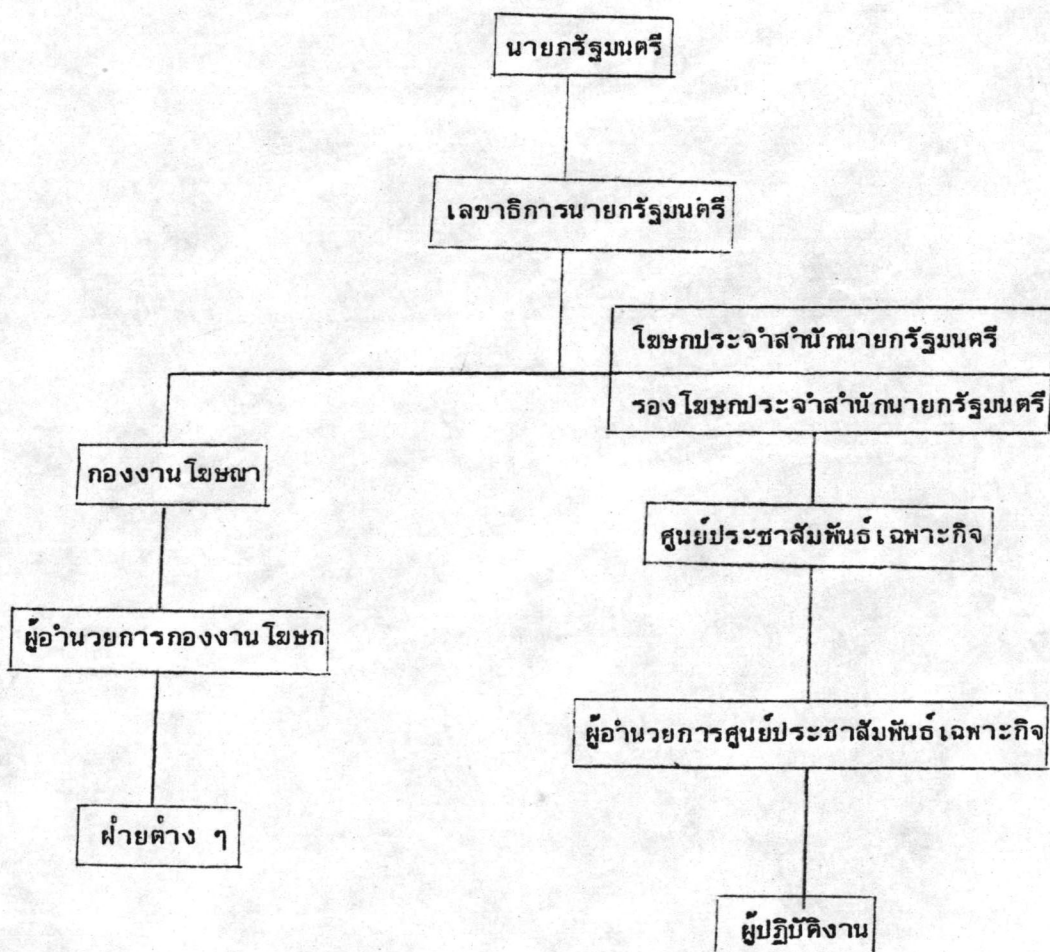 นายกรัฐมนตรี
เลขาธิการนายกรัฐมนตรี
โฆษกประจำสำนักนายกรัฐมนตรี
รองโฆษกประจำสำนักนายกรัฐมนตรี
กองงานโฆษณา
ศูนย์ประชาสัมพันธ์เฉพาะกิจ
ผู้อำนวยการกองงานโฆษก
ผู้อำนวยการศูนย์ประชาสัมพันธ์เฉพาะกิจ
ฝ่ายต่าง ๆ
ผู้ปฏิบัติงาน